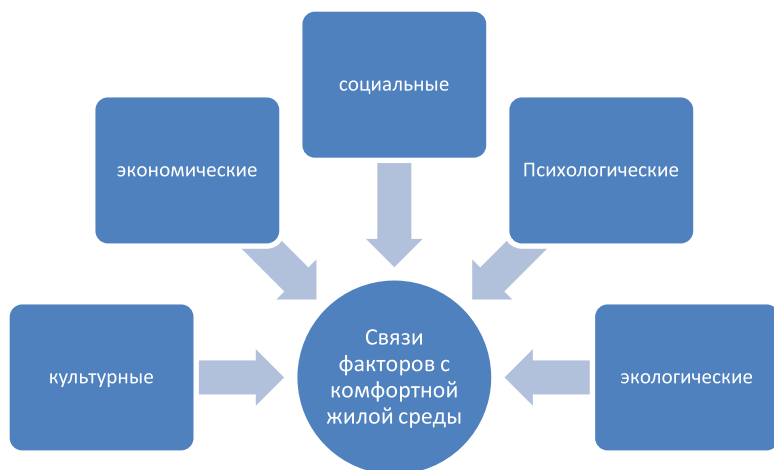 социальные
экономические
Психологические
культурные
Связи
факторов с
комфортной
жилой среды
экологические